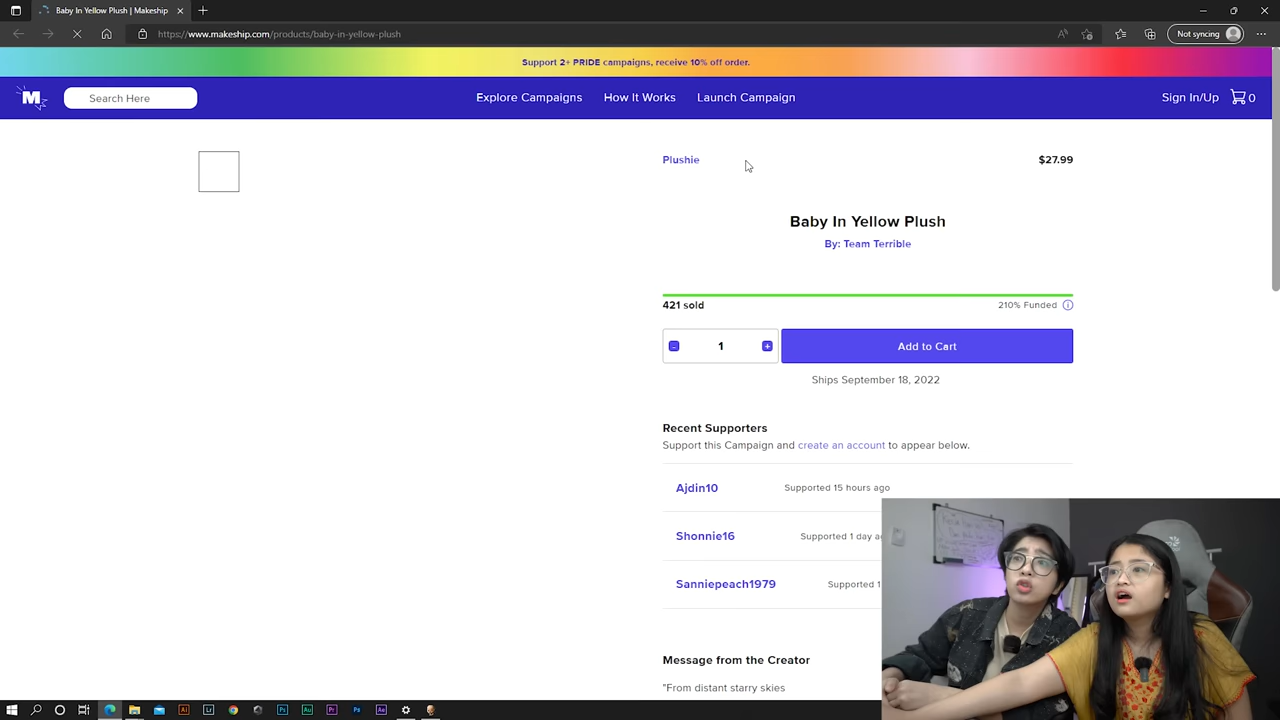 Baby In Yellow Plush | Makeship
https://www.makeship.com/products/baby-in-yellow-plush
Not syncing
Support 2+ PRIDE campaigns, receive 10% off order.
M
Search Here
Explore Campaigns
How It Works
Launch Campaign
Sign In/Up
0
Plushie
$27.99
Baby In Yellow Plush
By: Team Terrible
421 sold
210% Funded
1
Add to Cart
Ships September 18, 2022
Recent Supporters
Support this Campaign and create an account to appear below.
Ajdin10
Supported 15 hours ago
Shonnie16
Supported 1 day a
Sanniepeach1979
Supported 1
Message from the Creator
"From distant starry skies